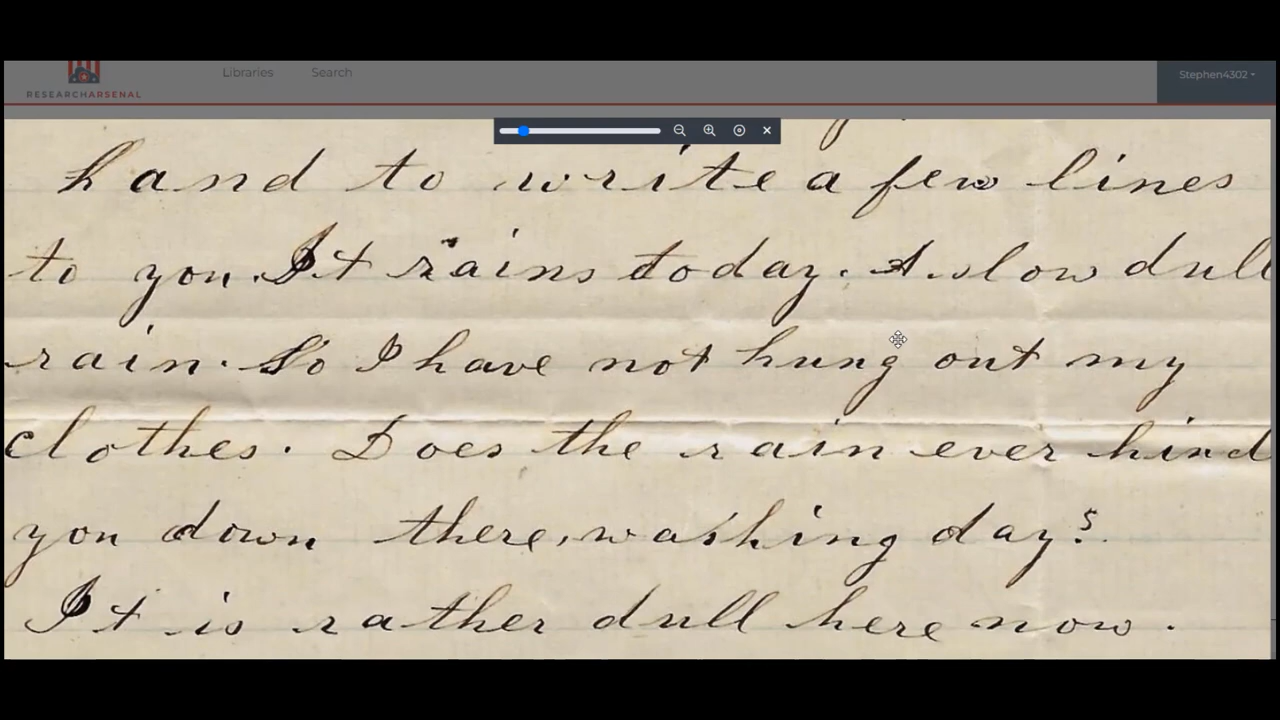 Libraries Search Stephen4302
RESEARCHARSENAL
hand to write a few lines
to you. It rains today. A slow dull
rain. So I have not hung out my
clothes. Does the rain ever hind
you down there, washing days?
It is rather dull here now.